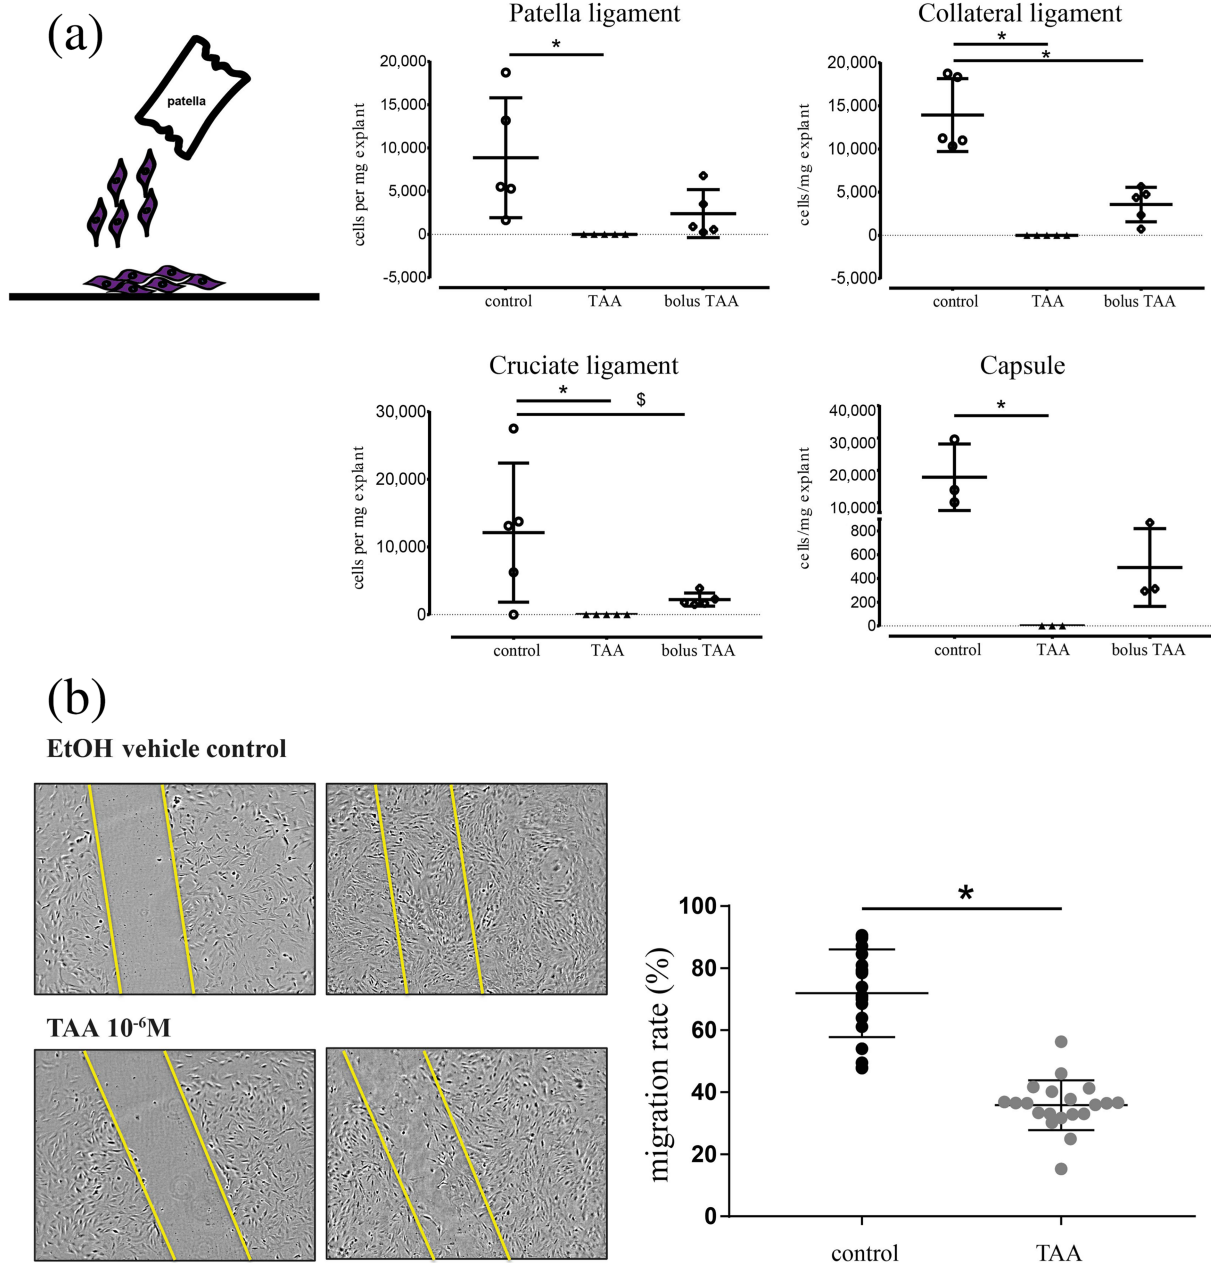 (a)
patella
Patella ligament
*
cells per mg explant
20,000
15,000
10,000
5,000
0
-5,000
control TAA bolus TAA
Collateral ligament
*
*
cells/mg explant
20,000
15,000
10,000
5,000
0
-5,000
control TAA bolus TAA
Cruciate ligament
*
$
cells per mg explant
30,000
20,000
10,000
0
control TAA bolus TAA
Capsule
*
cells/mg explant
40,000
30,000
20,000
10,000
800
600
400
200
0
control TAA bolus TAA
(b)
EtOH vehicle control
TAA 10⁻⁶M
*
migration rate (%)
100
80
60
40
20
0
control TAA